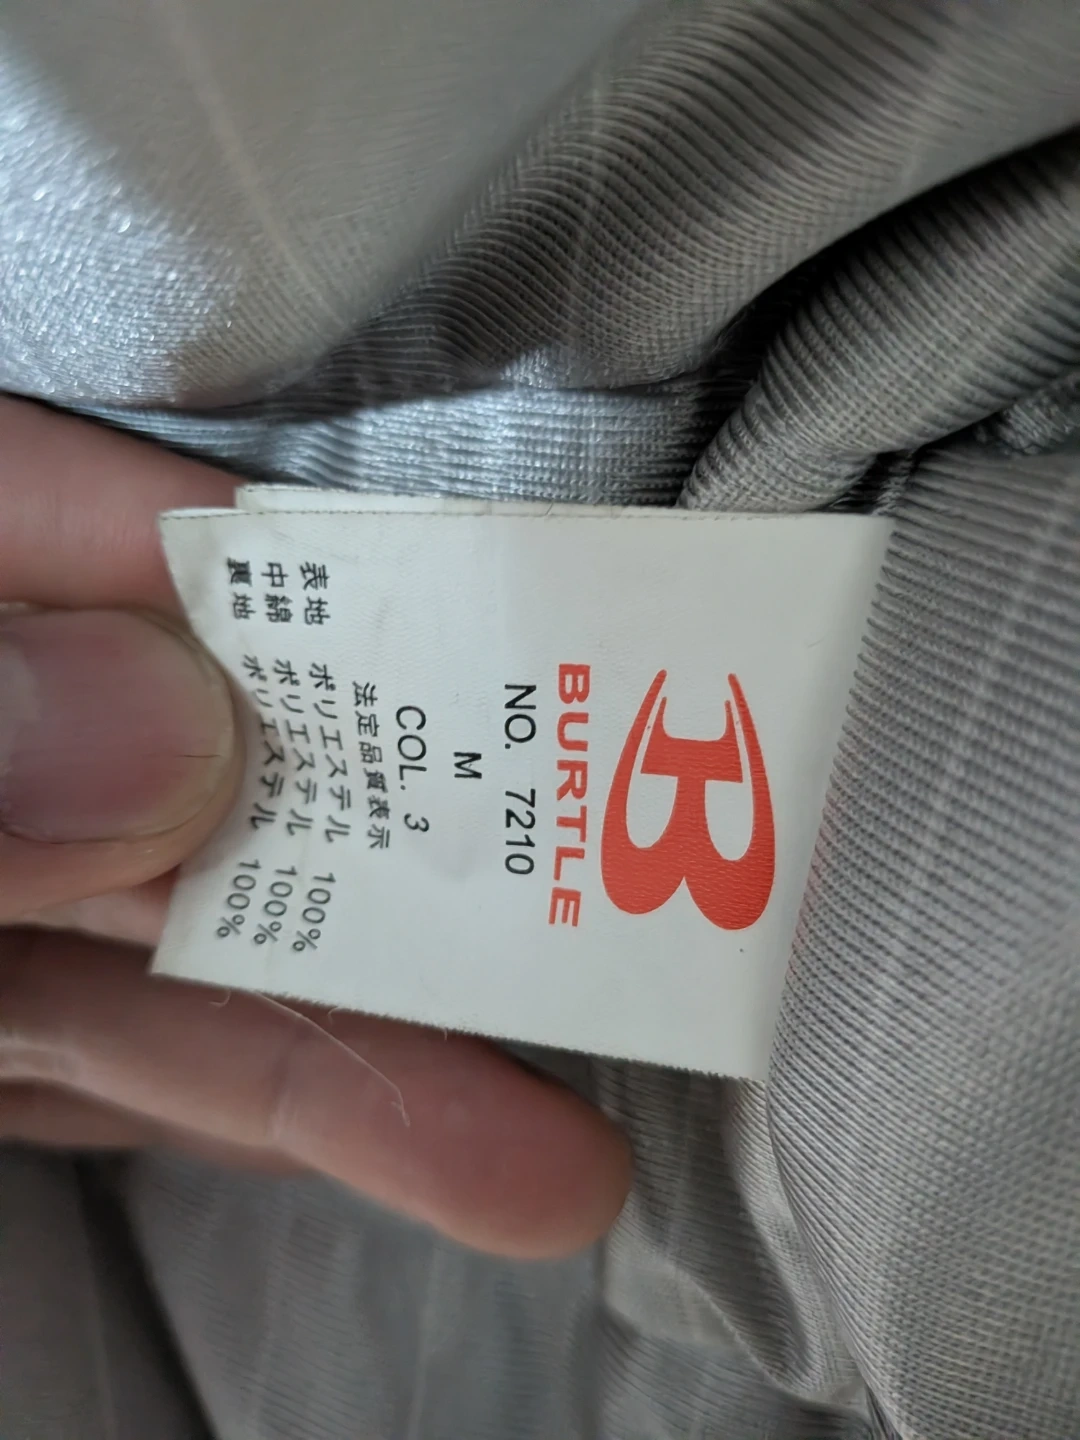 B
BURTLE
NO. 7210
M
COL. 3
法定品質表示
表地 ポリエステル 100%
中綿 ポリエステル 100%
裏地 ポリエステル 100%